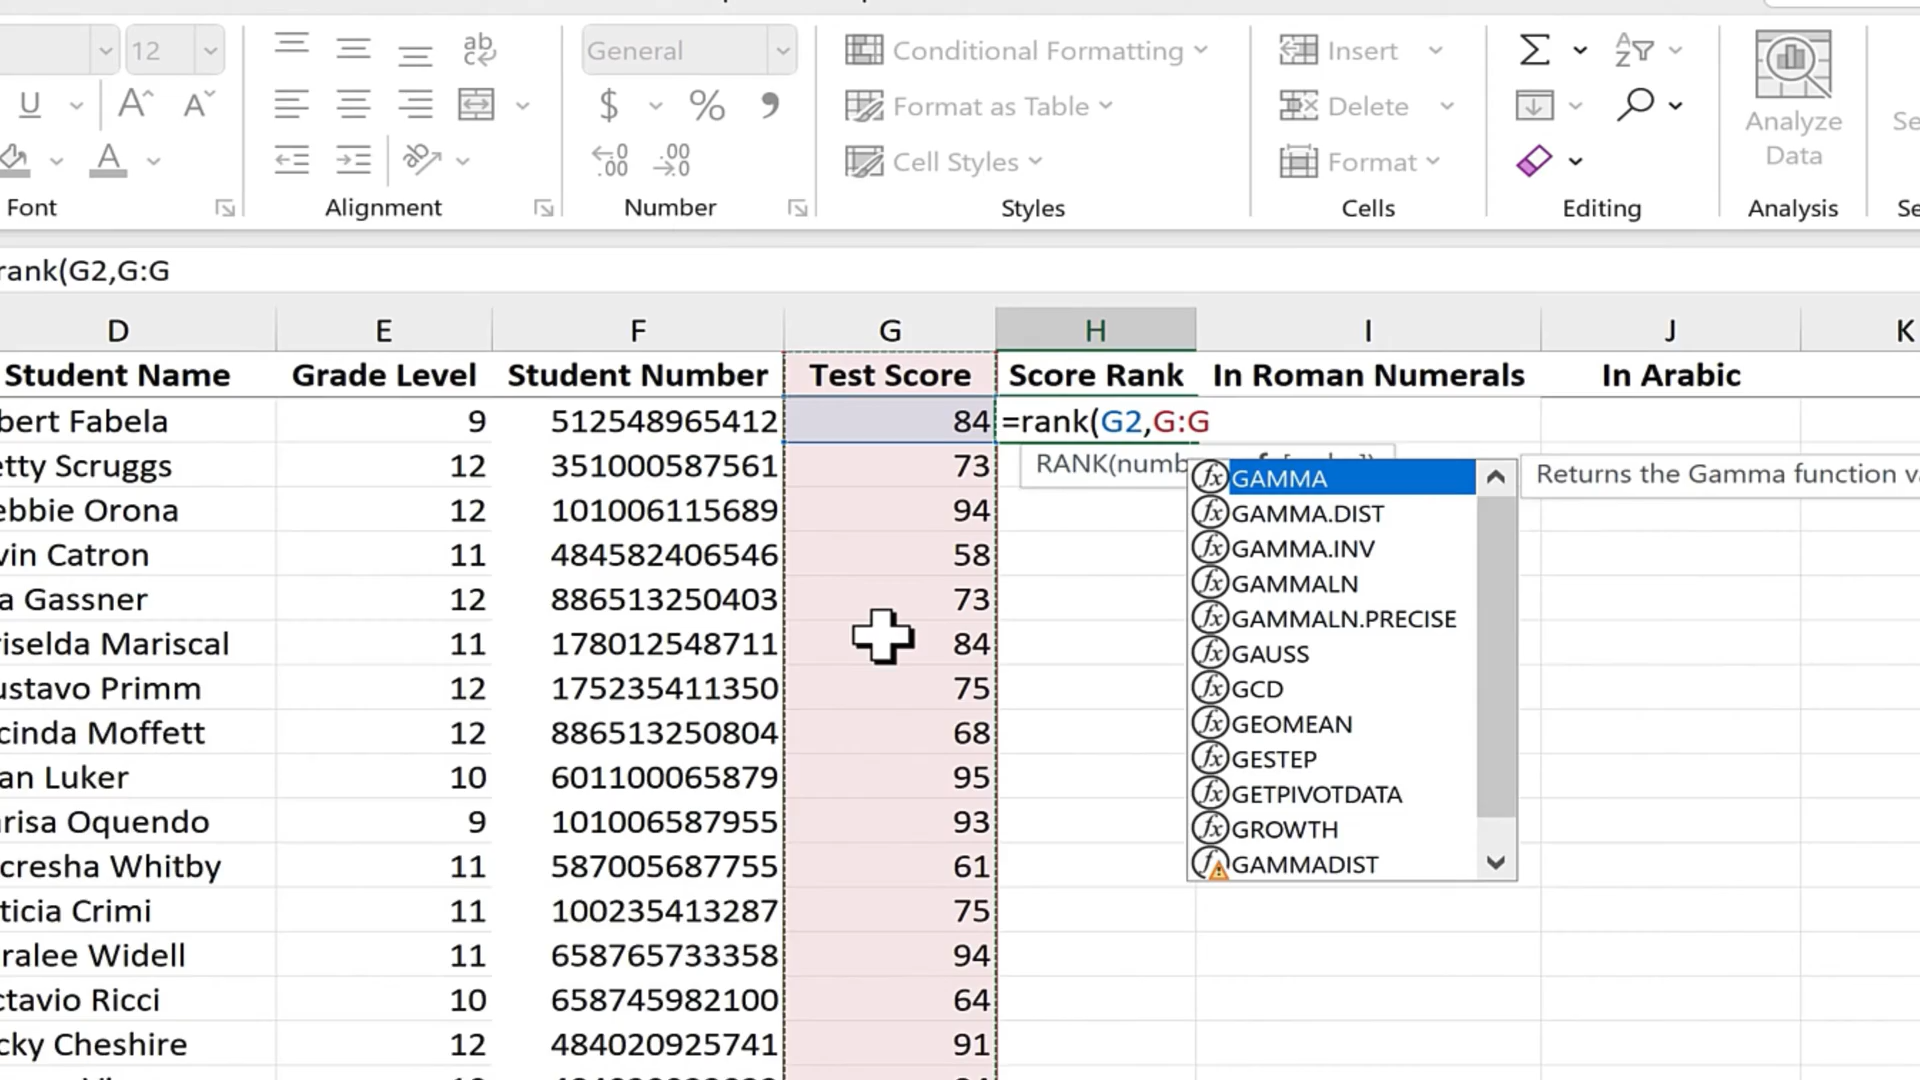 12 ab General Conditional Formatting Insert
U A A $ % Format as Table Delete Analyze Data
A Cell Styles Format
Font Alignment Number Styles Cells Editing Analysis
rank(G2,G:G
D E F G H I J K
Student Name Grade Level Student Number Test Score Score Rank In Roman Numerals In Arabic
bert Fabela 9 512548965412 84 =rank(G2,G:G
etty Scruggs 12 351000587561 73 RANK(numb
GAMMA Returns the Gamma function va
ebbie Orona 12 101006115689 94 GAMMA.DIST
vin Catron 11 484582406546 58 GAMMA.INV
a Gassner 12 886513250403 73 GAMMALN
GAMMALN.PRECISE
iselda Mariscal 11 178012548711 84 GAUSS
ustavo Primm 12 175235411350 75 GCD
cinda Moffett 12 886513250804 68 GEOMEAN
an Luker 10 601100065879 95 GESTEP
GETPIVOTDATA
risa Oquendo 9 101006587955 93 GROWTH
cresha Whitby 11 587005687755 61 GAMMADIST
ticia Crimi 11 100235413287 75
ralee Widell 11 658765733358 94
ctavio Ricci 10 658745982100 64
cky Cheshire 12 484020925741 91